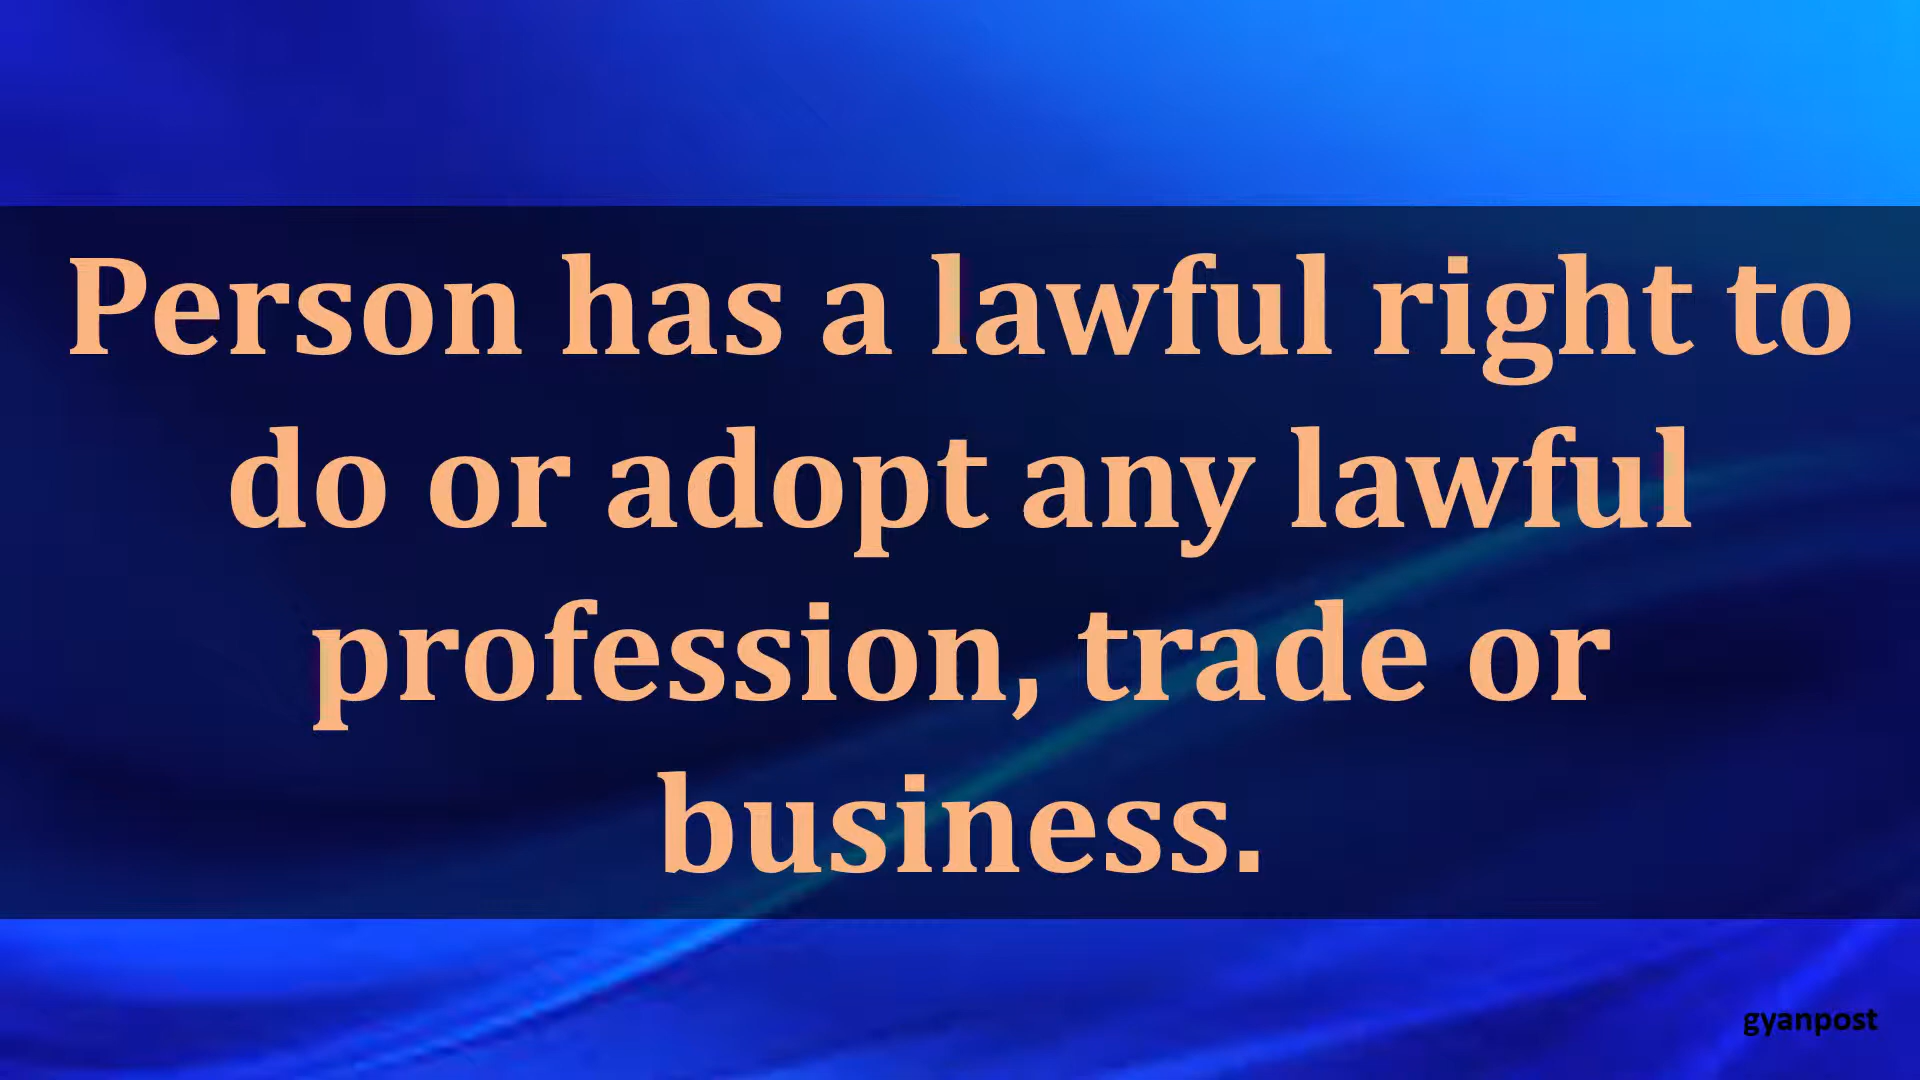 Person has a lawful right to
do or adopt any lawful
profession, trade or
business.
gyanpost